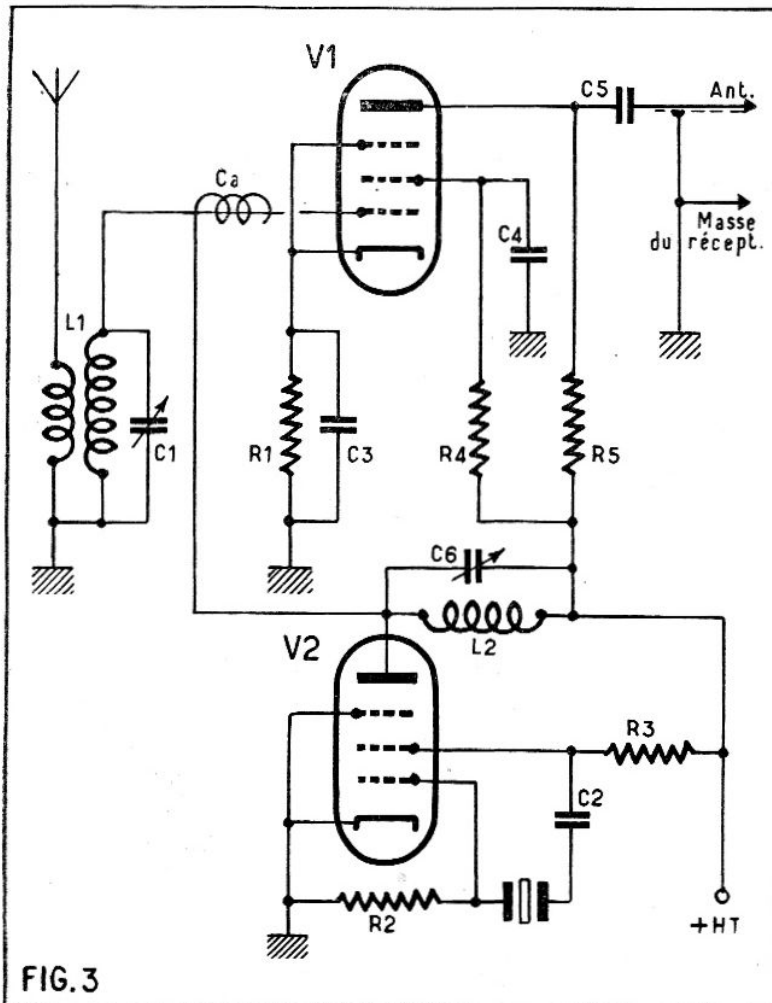 V1
C5
Ant.
Ca
C4
Masse
du récept.
L1
C1
R1
C3
R4
R5
C6
L2
V2
R3
C2
R2
+HT
FIG.3